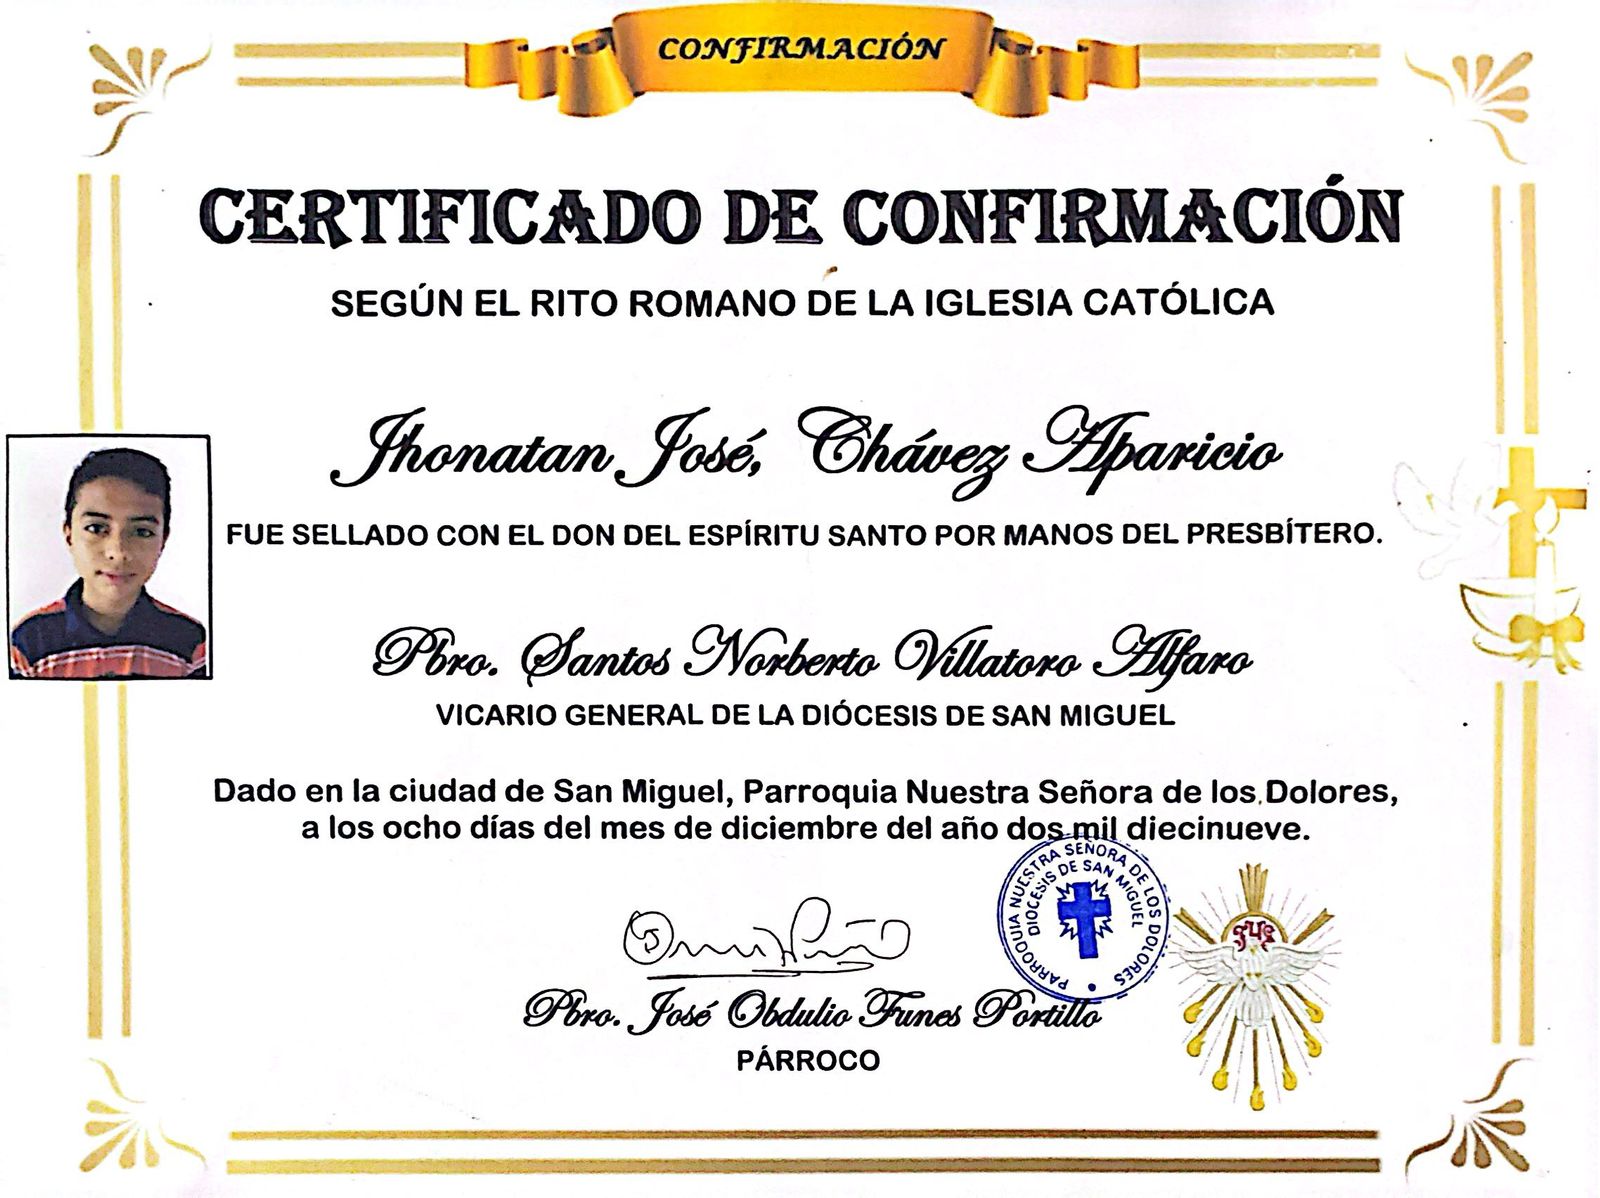 CONFIRMACIÓN
CERTIFICADO DE CONFIRMACIÓN
SEGÚN EL RITO ROMANO DE LA IGLESIA CATÓLICA
Jhonatan José, Chávez Aparicio
FUE SELLADO CON EL DON DEL ESPÍRITU SANTO POR MANOS DEL PRESBÍTERO.
Pbro. Santos Norberto Villatoro Alfaro
VICARIO GENERAL DE LA DIÓCESIS DE SAN MIGUEL
Dado en la ciudad de San Miguel, Parroquia Nuestra Señora de los Dolores,
a los ocho días del mes de diciembre del año dos mil diecinueve.
PARROQUIA NUESTRA SEÑORA DE LOS DOLORES
DIOCESIS DE SAN MIGUEL
Pbro. José Obdulio Funes Portillo
PÁRROCO